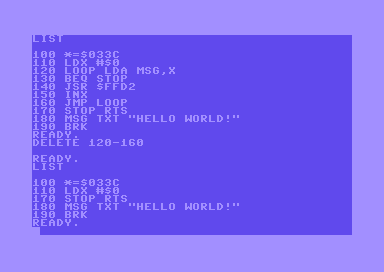 LIST
100 *=$033C
110 LDX #$0
120 LOOP LDA MSG,X
130 BEQ STOP
140 JSR $FFD2
150 INX
160 JMP LOOP
170 STOP RTS
180 MSG TXT "HELLO WORLD!"
190 BRK
READY.
DELETE 120-160
READY.
LIST
100 *=$033C
110 LDX #$0
170 STOP RTS
180 MSG TXT "HELLO WORLD!"
190 BRK
READY.